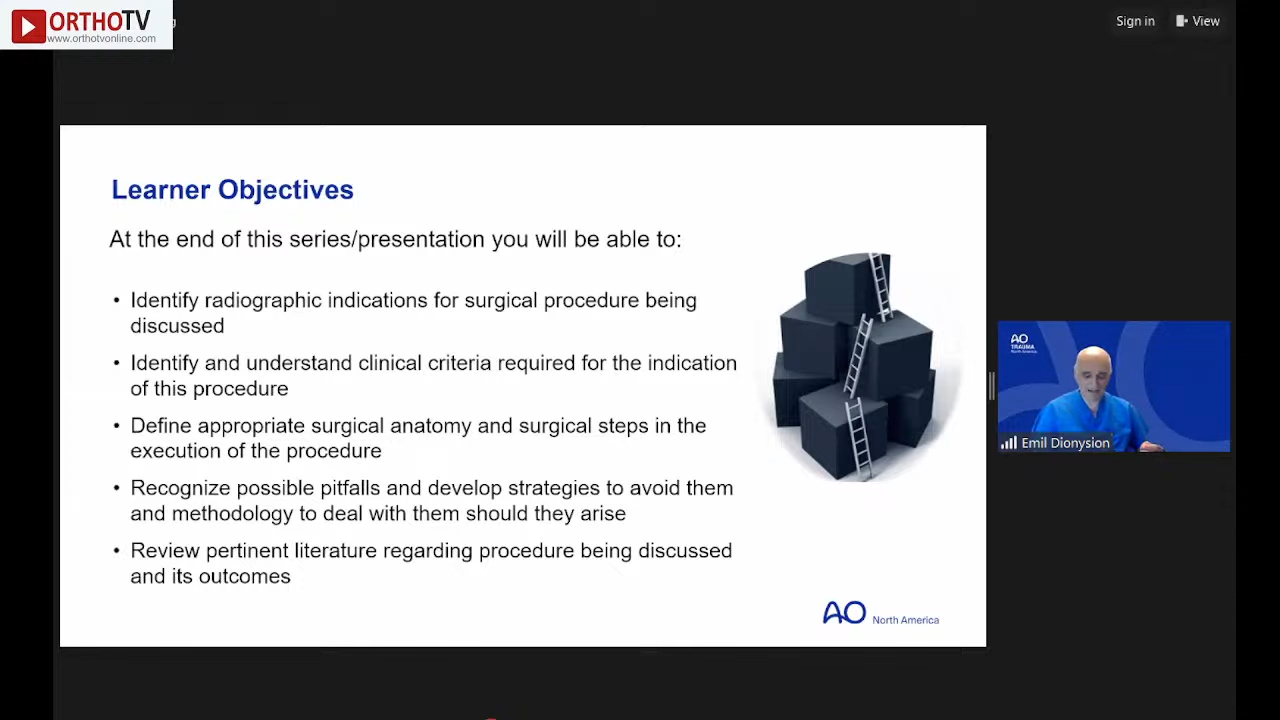 ORTHOTV
www.orthotvonline.com
Sign in
View
Learner Objectives
At the end of this series/presentation you will be able to:
• Identify radiographic indications for surgical procedure being
discussed
• Identify and understand clinical criteria required for the indication
of this procedure
• Define appropriate surgical anatomy and surgical steps in the
execution of the procedure
• Recognize possible pitfalls and develop strategies to avoid them
and methodology to deal with them should they arise
• Review pertinent literature regarding procedure being discussed
and its outcomes
AO North America
AO
TRAUMA
North America
Emil Dionysion